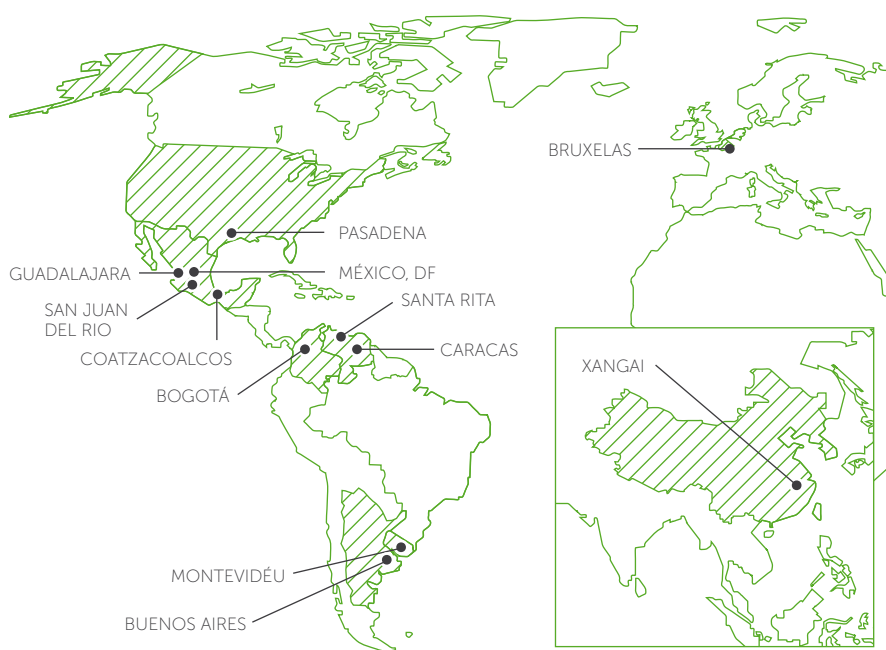 BRUXELAS
PASADENA
GUADALAJARA
MÉXICO, DF
SANTA RITA
SAN JUAN
DEL RIO
COATZACOALCOS
CARACAS
BOGOTÁ
XANGAI
MONTEVIDÉU
BUENOS AIRES